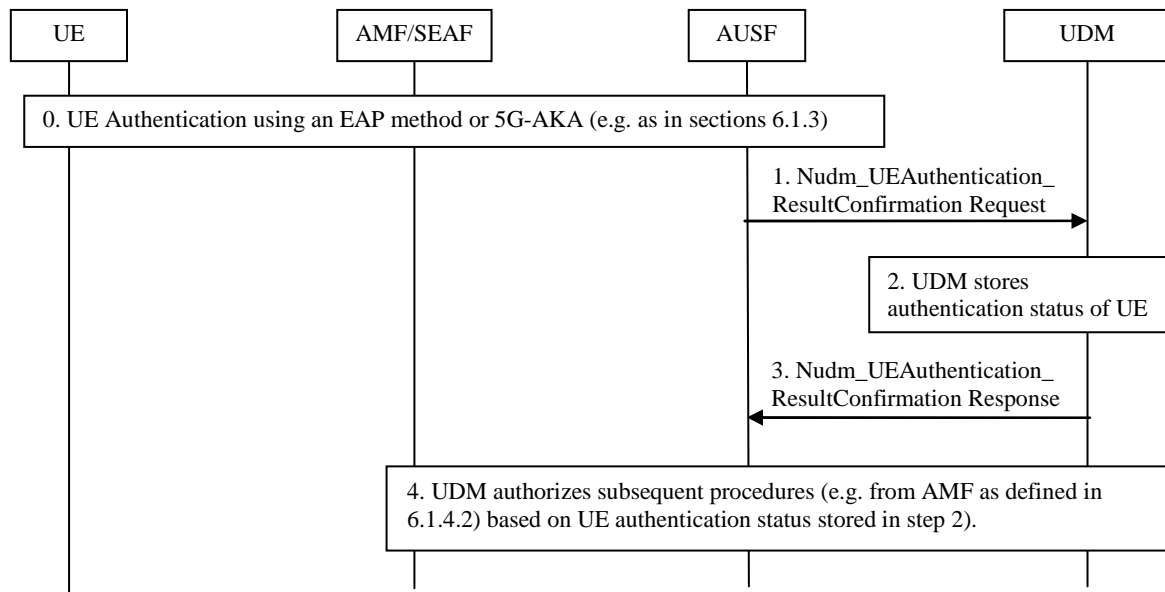 UE
AMF/SEAF
AUSF
UDM
0. UE Authentication using an EAP method or 5G-AKA (e.g. as in sections 6.1.3)
1. Nudm_UEAuthentication_
ResultConfirmation Request
2. UDM stores
authentication status of UE
3. Nudm_UEAuthentication_
ResultConfirmation Response
4. UDM authorizes subsequent procedures (e.g. from AMF as defined in
6.1.4.2) based on UE authentication status stored in step 2).